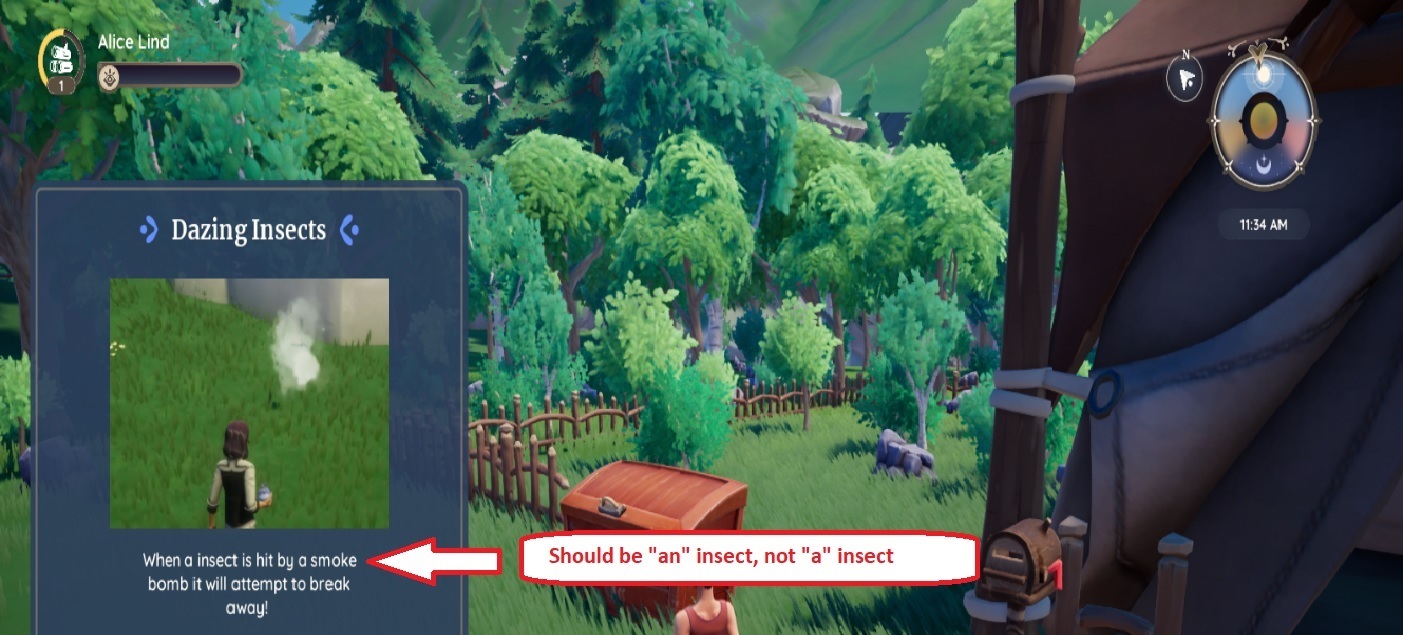 Alice Lind
1
N
11:34 AM
Dazing Insects
When a insect is hit by a smoke
bomb it will attempt to break
away!
Should be "an" insect, not "a" insect